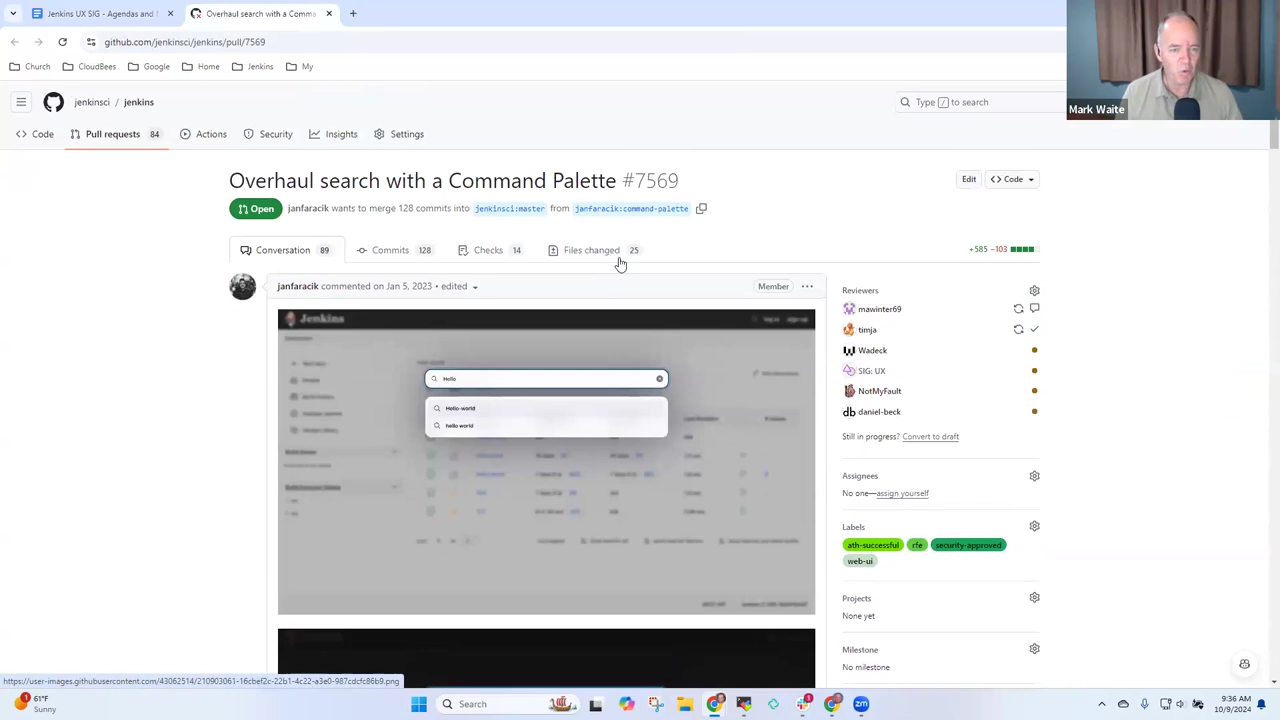 Jenkins UX SIG - Agendas and N
Overhaul search with a Comma
github.com/jenkinsci/jenkins/pull/7569
Church
CloudBees
Google
Home
Jenkins
My
Mark Waite
jenkinsci / jenkins
Type / to search
Code
Pull requests 84
Actions
Security
Insights
Settings
Overhaul search with a Command Palette #7569
Edit
<> Code
Open
janfaracik wants to merge 128 commits into jenkinsci:master from janfaracik:command-palette
Conversation 89
Commits 128
Checks 14
Files changed 25
+585 −103
janfaracik commented on Jan 5, 2023 • edited
Member
Jenkins
Hello
Hello-world
hello world
Reviewers
mawinter69
timja
Wadeck
SIG: UX
NotMyFault
daniel-beck
Still in progress? Convert to draft
Assignees
No one—assign yourself
Labels
ath-successful
rfe
security-approved
web-ui
Projects
None yet
Milestone
No milestone
https://user-images.githubusercontent.com/43062514/210903061-16cbef2c-22b1-4c22-a3e0-987cdcfc86b9.png
61°F
Sunny
Search
9:36 AM
10/9/2024